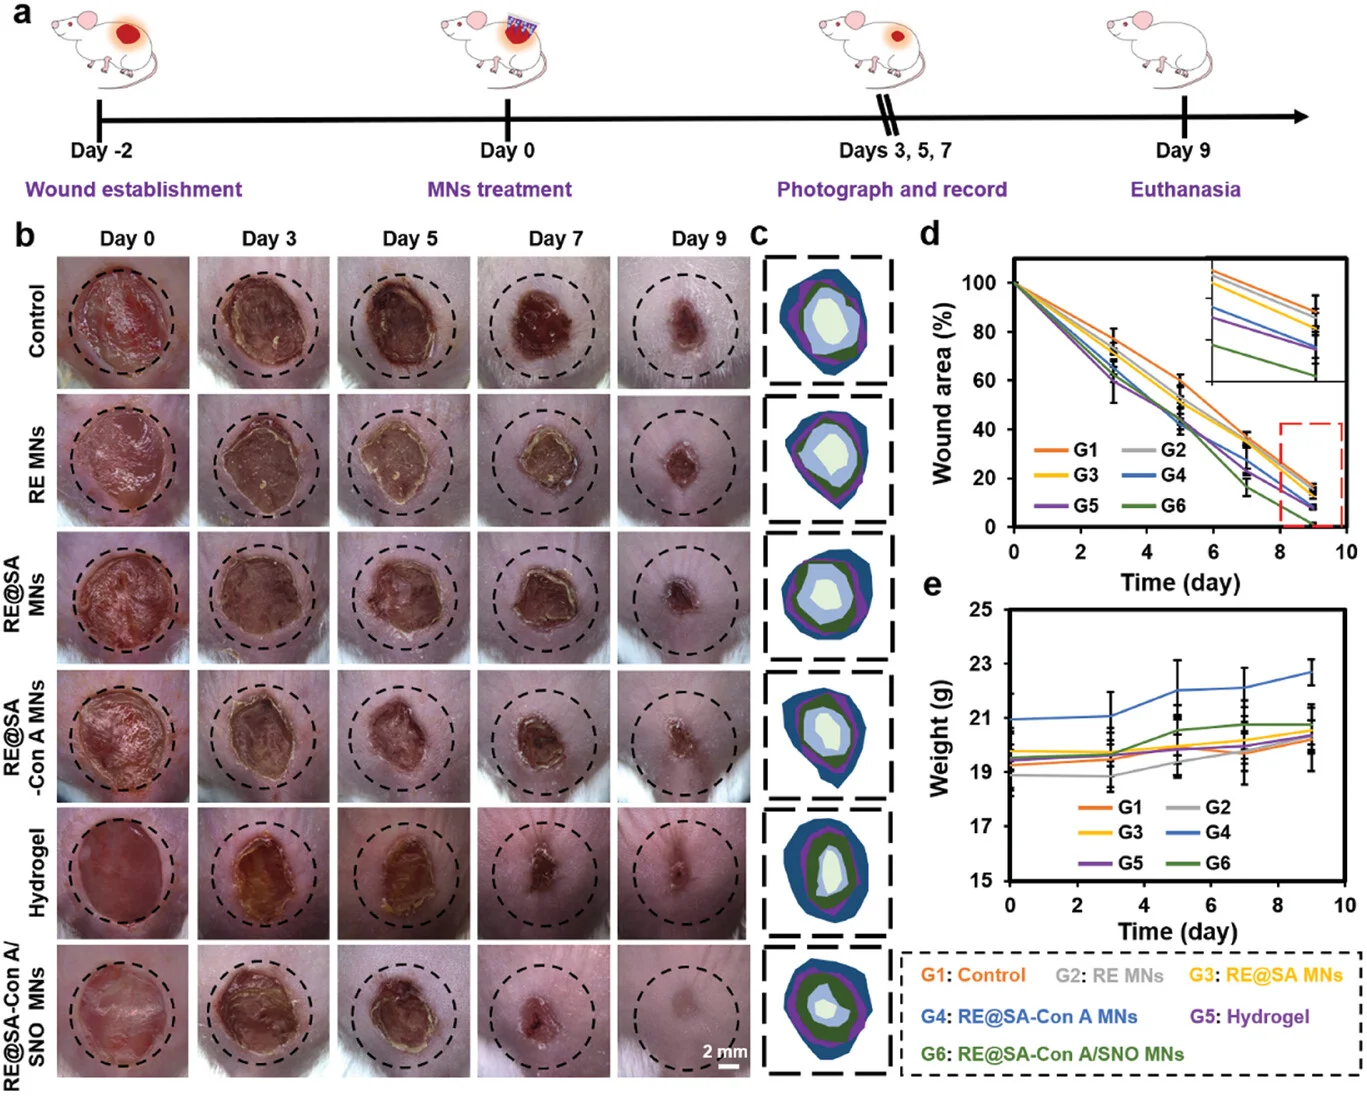 a
Day -2
Day 0
Days 3, 5, 7
Day 9
Wound establishment
MNs treatment
Photograph and record
Euthanasia
b
Day 0
Day 3
Day 5
Day 7
Day 9
Control
RE MNs
RE@SA
MNs
RE@SA
-Con A MNs
Hydrogel
RE@SA-Con A/
SNO MNs
2 mm
c
d
Wound area (%)
100
80
60
40
20
0
G1
G2
G3
G4
G5
G6
0
2
4
6
8
10
Time (day)
e
Weight (g)
25
23
21
19
17
15
G1
G2
G3
G4
G5
G6
0
2
4
6
8
10
Time (day)
G1: Control
G2: RE MNs
G3: RE@SA MNs
G4: RE@SA-Con A MNs
G5: Hydrogel
G6: RE@SA-Con A/SNO MNs